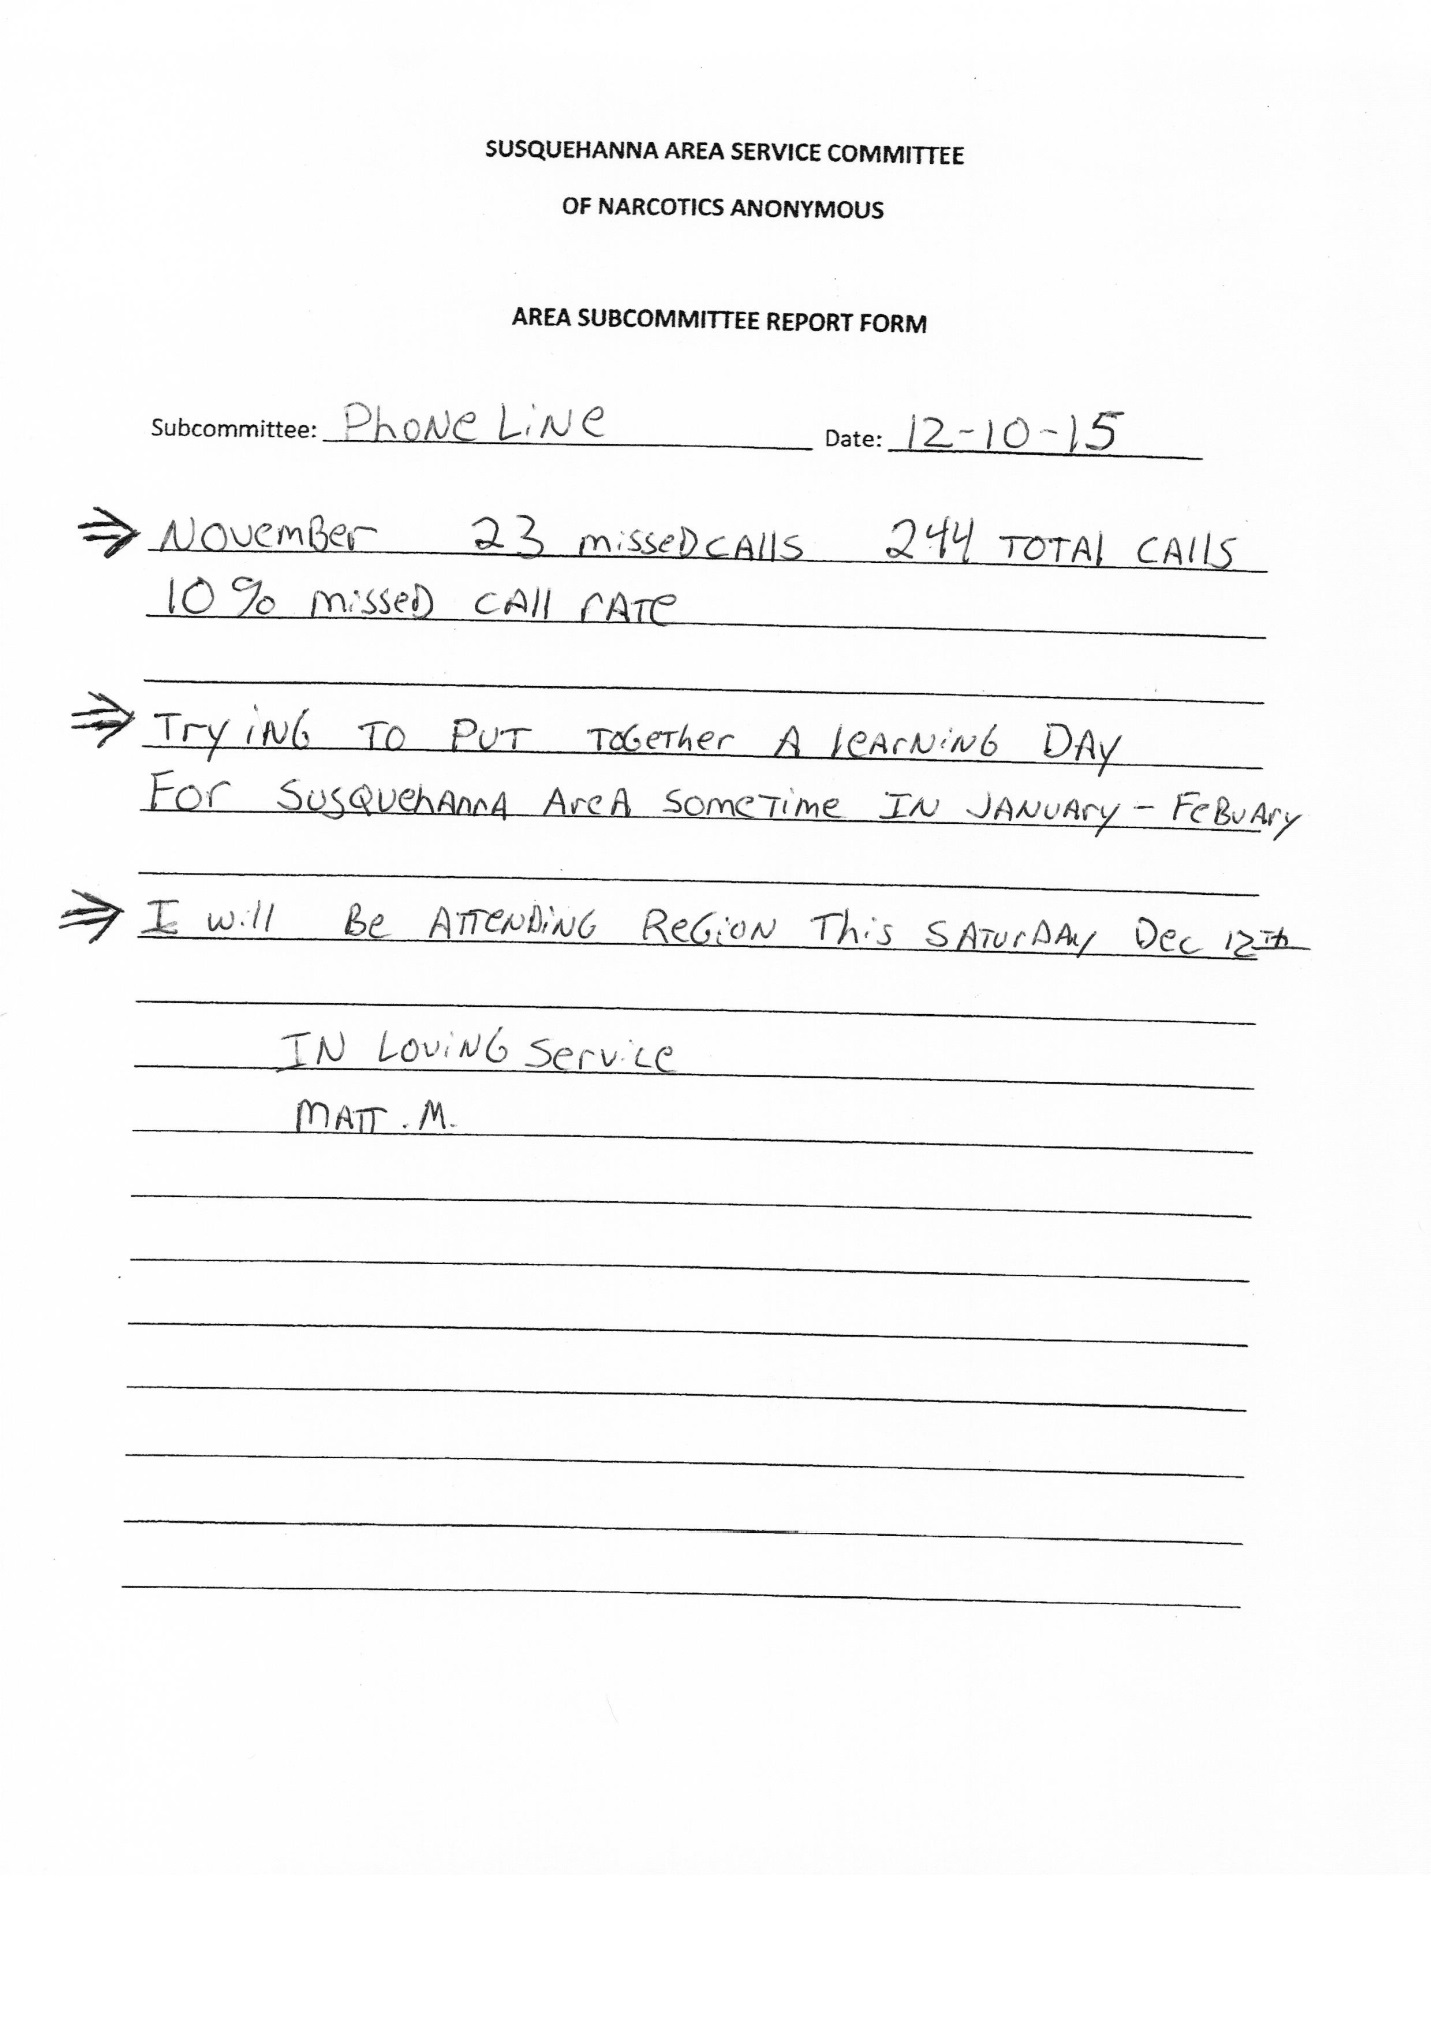 SUSQUEHANNA AREA SERVICE COMMITTEE
OF NARCOTICS ANONYMOUS
AREA SUBCOMMITTEE REPORT FORM
Subcommittee: Phone Line Date: 12-10-15
⇒ November 23 missed calls 244 Total Calls
10% missed call rate
⇒ Trying to put together a learning day
For Susquehanna Area sometime in January - Febuary
⇒ I will be attending Region this Saturday Dec 12th
In Loving Service
Matt. M.